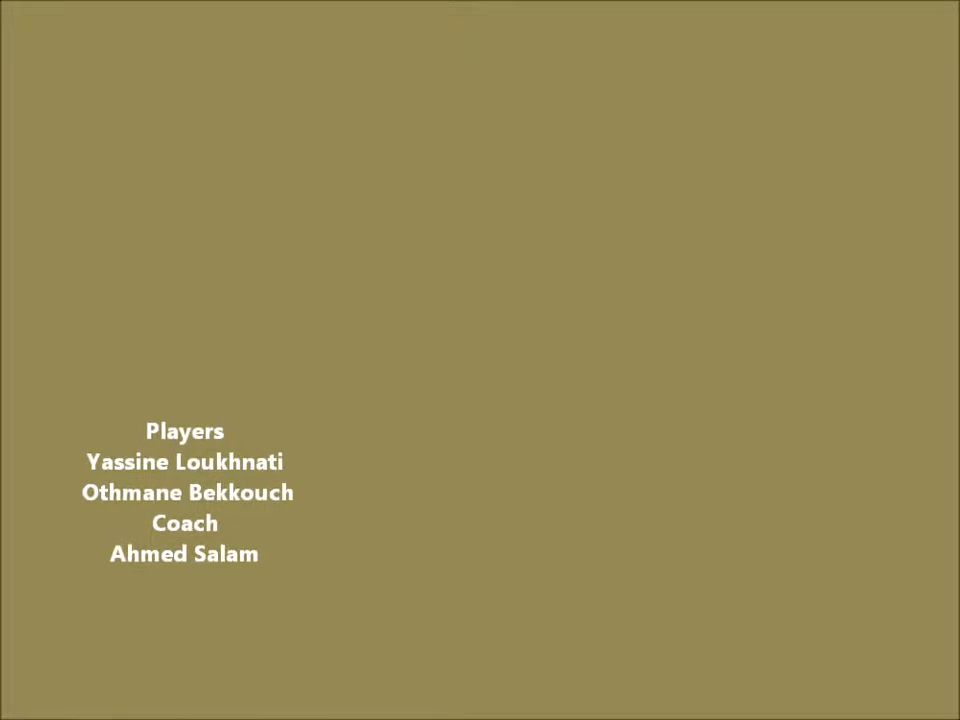 Players
Yassine Loukhnati
Othmane Bekkouch
Coach
Ahmed Salam